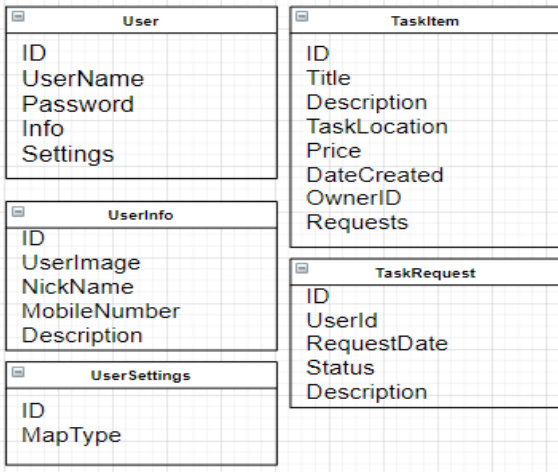 User
ID
UserName
Password
Info
Settings
UserInfo
ID
UserImage
NickName
MobileNumber
Description
UserSettings
ID
MapType
TaskItem
ID
Title
Description
TaskLocation
Price
DateCreated
OwnerID
Requests
TaskRequest
ID
UserId
RequestDate
Status
Description